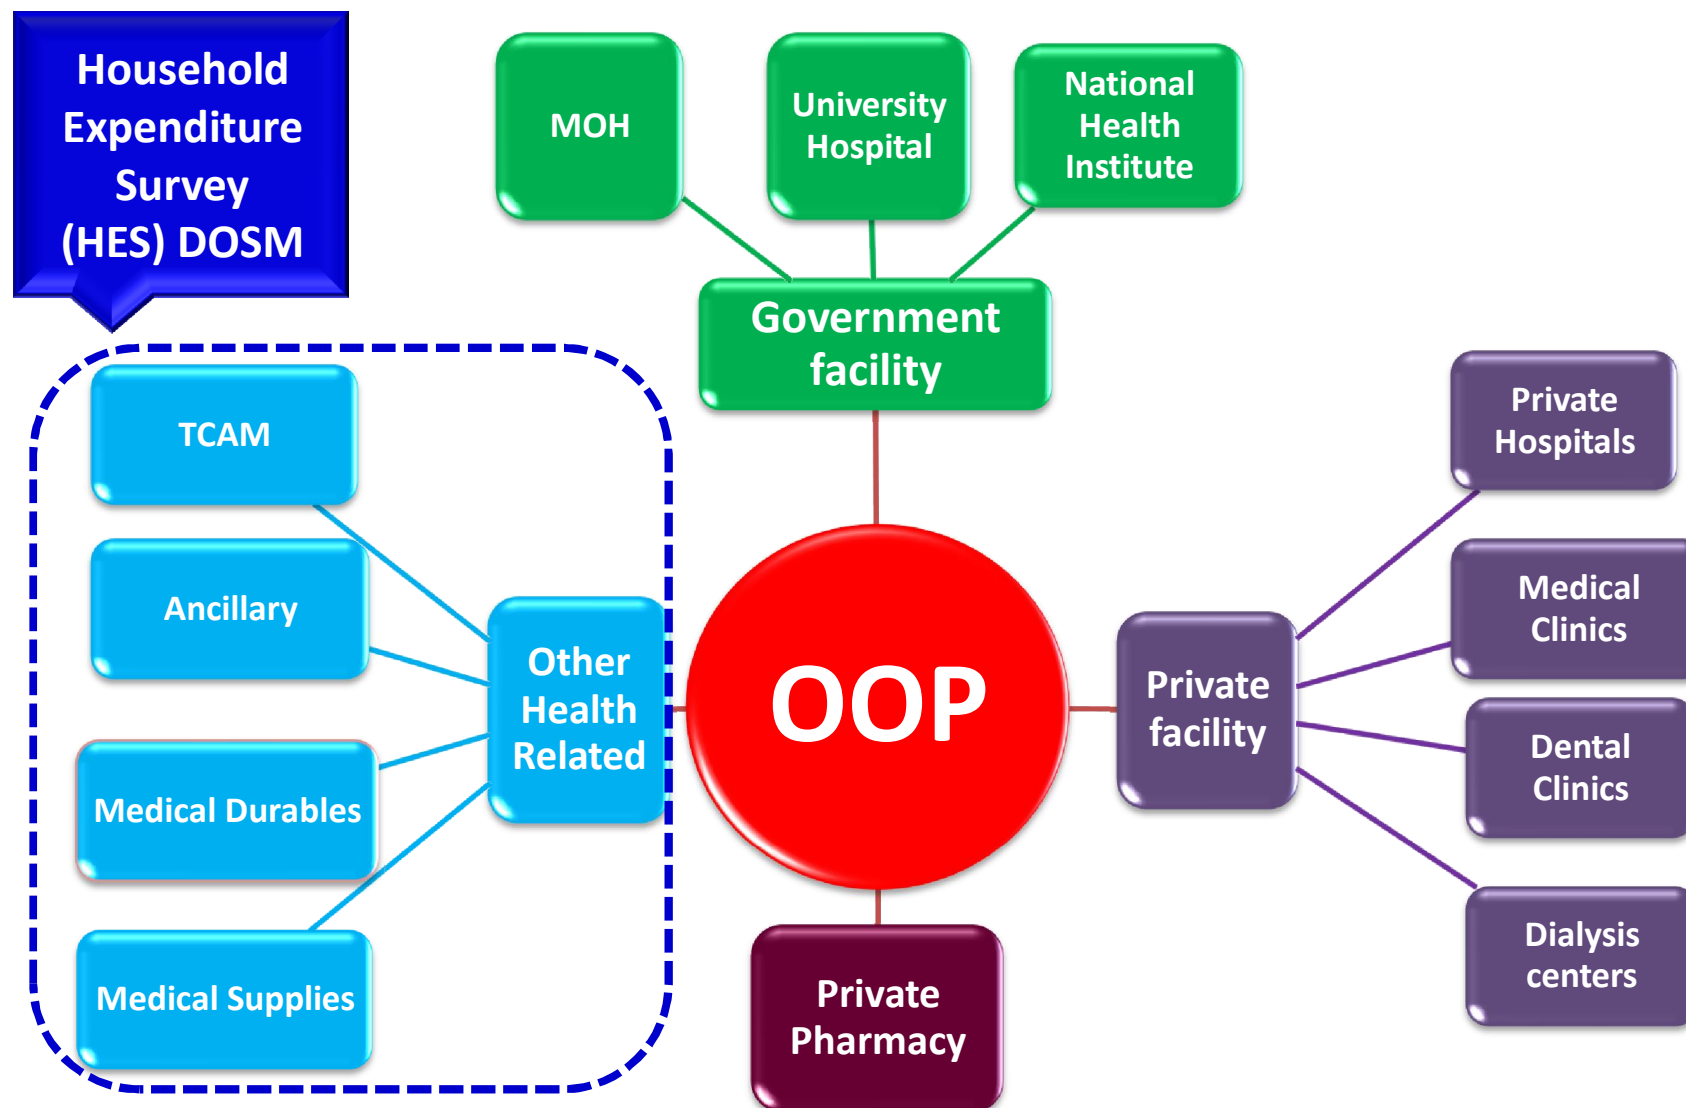 Household
Expenditure
Survey
(HES) DOSM
MOH
University
Hospital
National
Health
Institute
Government
facility
TCAM
Ancillary
Medical Durables
Medical Supplies
Other
Health
Related
OOP
Private
facility
Private
Hospitals
Medical
Clinics
Dental
Clinics
Dialysis
centers
Private
Pharmacy